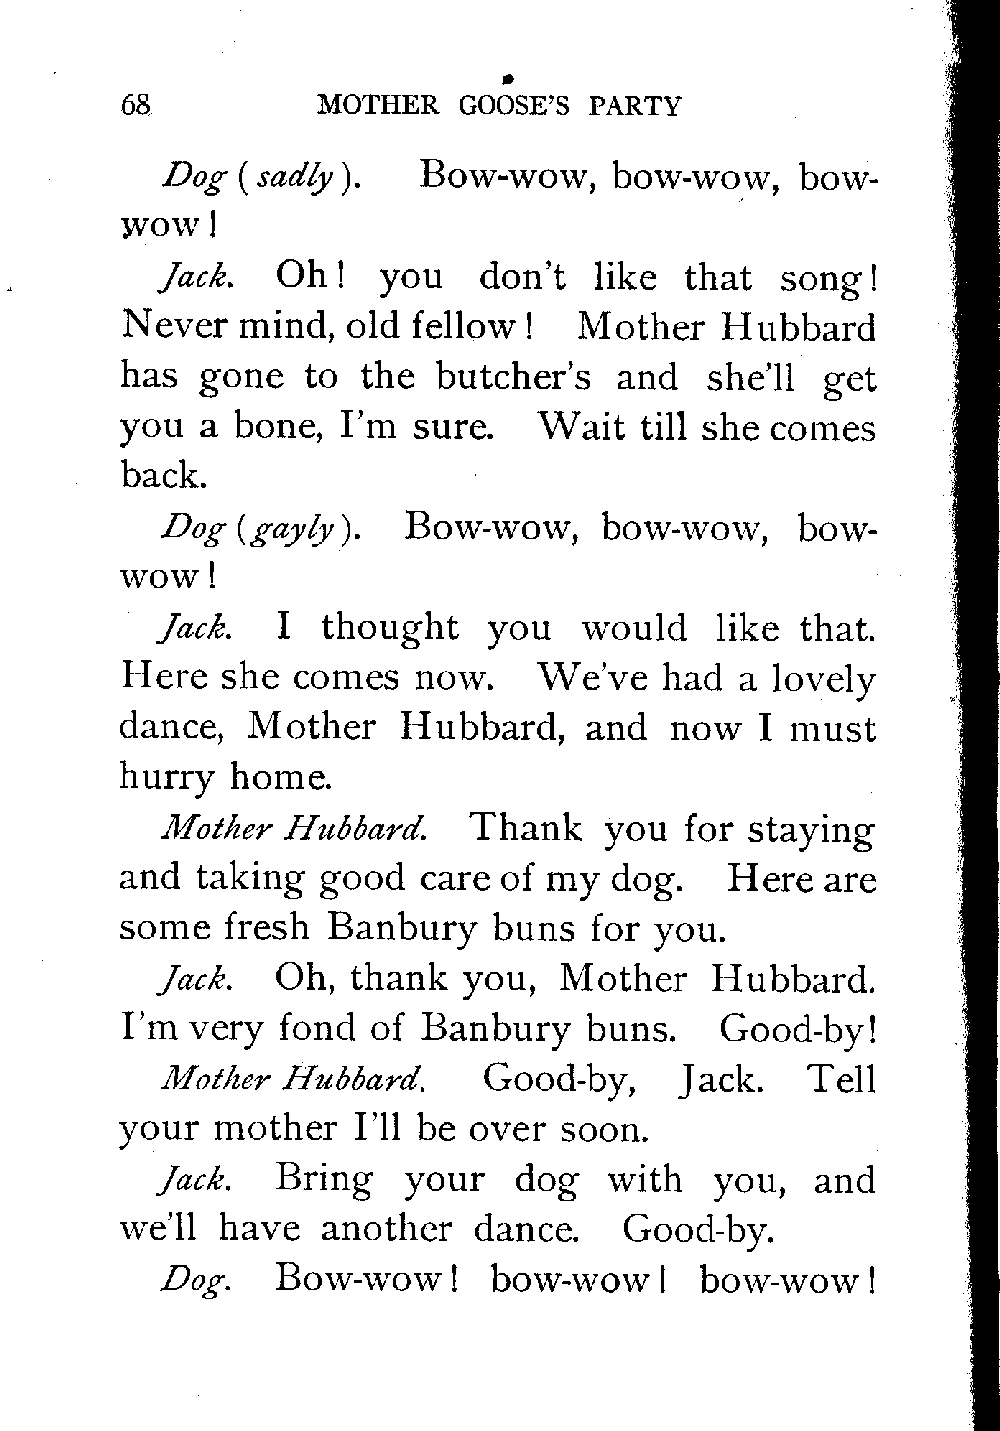 68 MOTHER GOOSE'S PARTY
Dog (sadly). Bow-wow, bow-wow, bow-
wow!
Jack. Oh! you don't like that song!
Never mind, old fellow! Mother Hubbard
has gone to the butcher's and she'll get
you a bone, I'm sure. Wait till she comes
back.
Dog (gayly). Bow-wow, bow-wow, bow-
wow!
Jack. I thought you would like that.
Here she comes now. We've had a lovely
dance, Mother Hubbard, and now I must
hurry home.
Mother Hubbard. Thank you for staying
and taking good care of my dog. Here are
some fresh Banbury buns for you.
Jack. Oh, thank you, Mother Hubbard.
I'm very fond of Banbury buns. Good-by!
Mother Hubbard. Good-by, Jack. Tell
your mother I'll be over soon.
Jack. Bring your dog with you, and
we'll have another dance. Good-by.
Dog. Bow-wow! bow-wow! bow-wow!